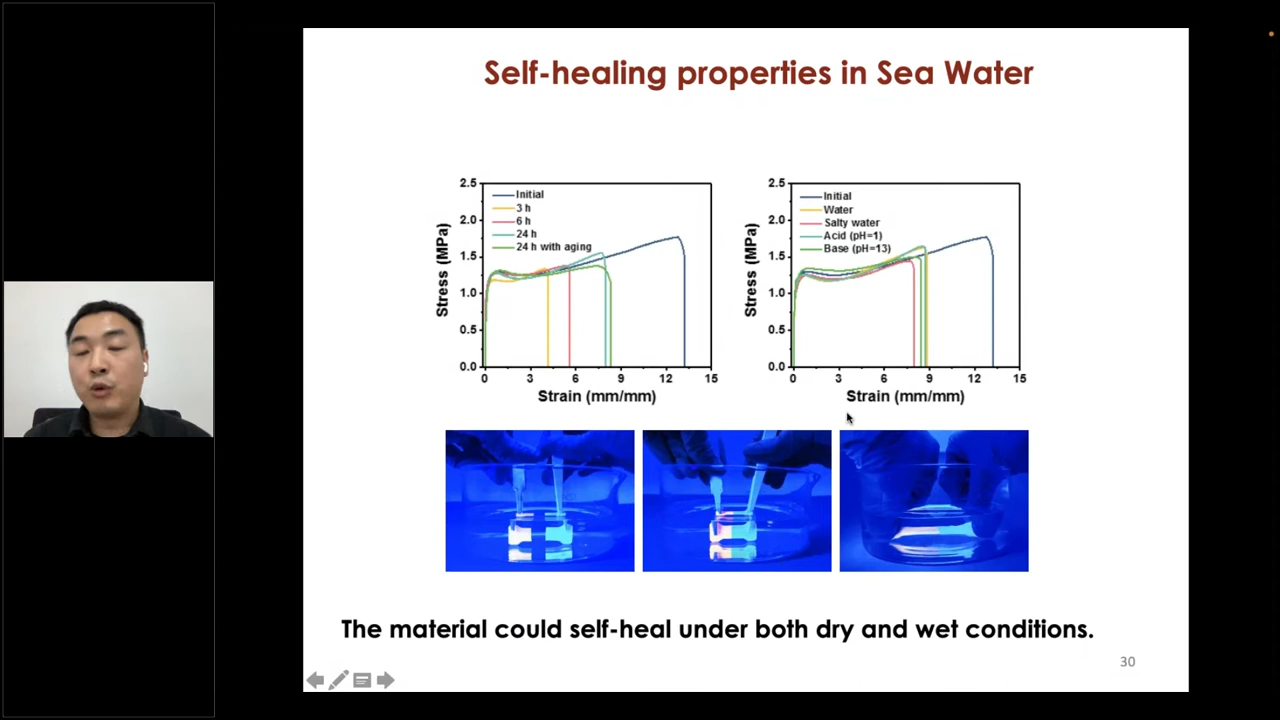 Self-healing properties in Sea Water
2.5
2.0
1.5
1.0
0.5
0.0
Stress (MPa)
Initial
3 h
6 h
24 h
24 h with aging
0 3 6 9 12 15
Strain (mm/mm)
2.5
2.0
1.5
1.0
0.5
0.0
Stress (MPa)
Initial
Water
Salty water
Acid (pH=1)
Base (pH=13)
0 3 6 9 12 15
Strain (mm/mm)
The material could self-heal under both dry and wet conditions.
30